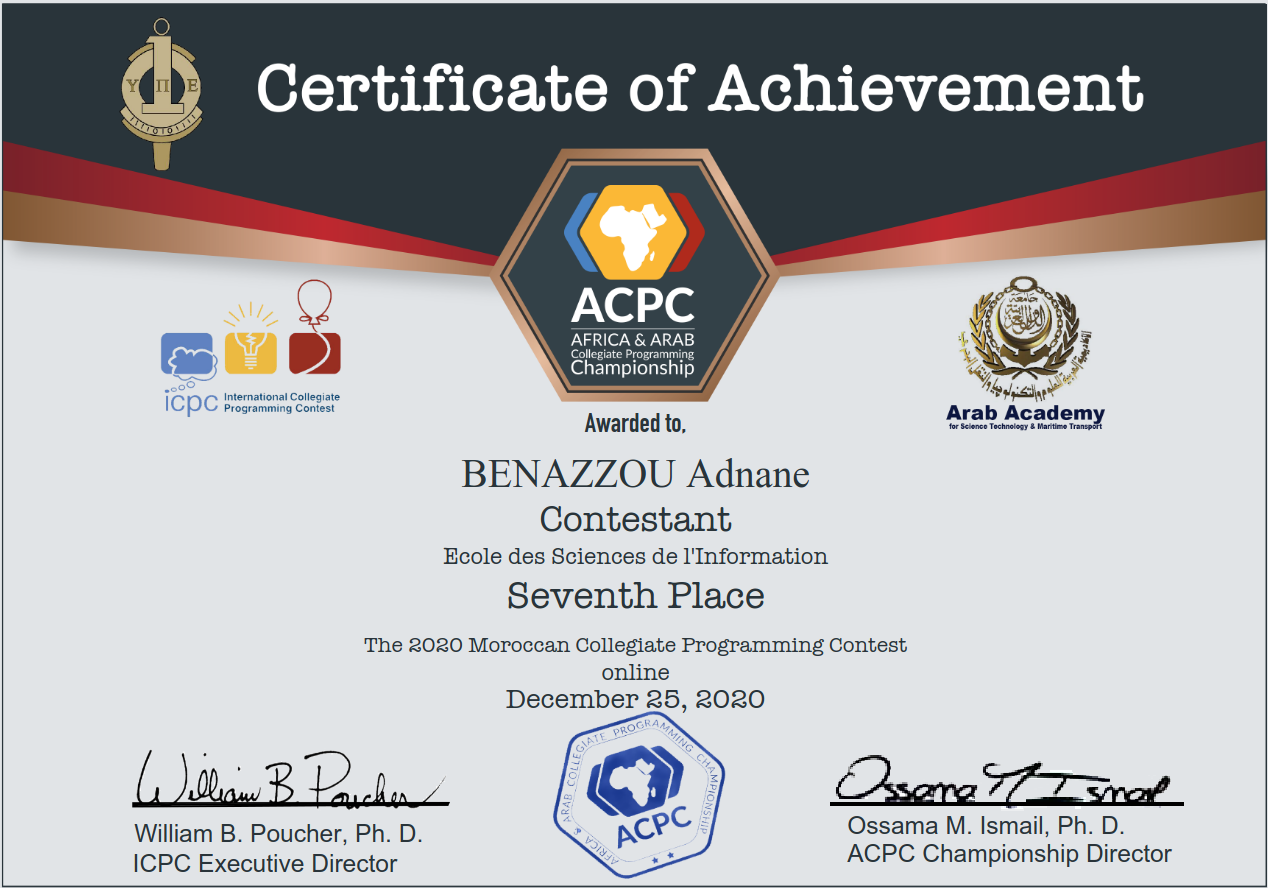 Υ Π Ε
Certificate of Achievement
ACPC
AFRICA & ARAB
Collegiate Programming
Championship
icpc International Collegiate
Programming Contest
Arab Academy
for Science Technology & Maritime Transport
Awarded to,
BENAZZOU Adnane
Contestant
Ecole des Sciences de l'Information
Seventh Place
The 2020 Moroccan Collegiate Programming Contest
online
December 25, 2020
AFRICA & ARAB COLLEGIATE PROGRAMMING CHAMPIONSHIP
ACPC
William B. Poucher
William B. Poucher, Ph. D.
ICPC Executive Director
Ossama M Ismail
Ossama M. Ismail, Ph. D.
ACPC Championship Director